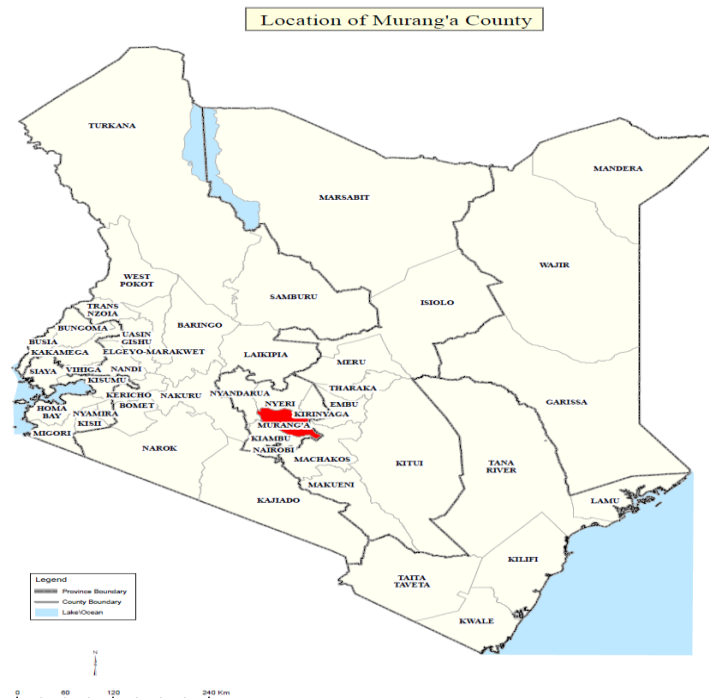 Location of Murang'a County
TURKANA
MANDERA
MARSABIT
WAJIR
WEST
POKOT
SAMBURU
ISIOLO
TRANS
NZOIA
BUNGOMA
UASIN
GISHU
BARINGO
BUSIA
KAKAMEGA
ELGEYO-MARAKWET
LAIKIPIA
MERU
SIAYA
VIHIGA
NANDI
KISUMU
THARAKA
KERICHO
NAKURU
NYANDARUA
NYERI
EMBU
GARISSA
HOMA
BAY
BOMET
NYAMIRA
KISII
KIRINYAGA
MURANG'A
MIGORI
KIAMBU
NAROK
NAIROBI
MACHAKOS
KITUI
TANA
RIVER
MAKUENI
KAJIADO
LAMU
KILIFI
TAITA
TAVETA
KWALE
Legend
Province Boundary
County Boundary
Lake\Ocean
N
0 60 120 240 Km